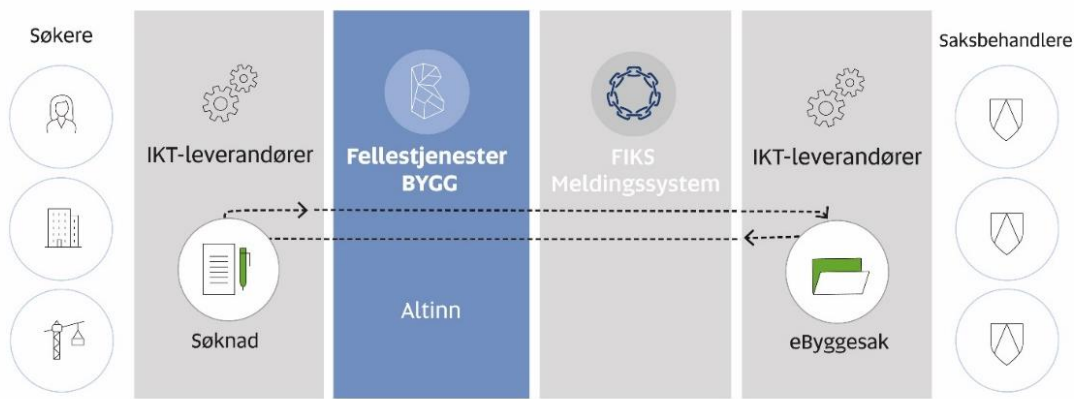 Søkere
IKT-leverandører
Søknad
Fellestjenester
BYGG
Altinn
FIKS
Meldingssystem
IKT-leverandører
eByggesak
Saksbehandlere